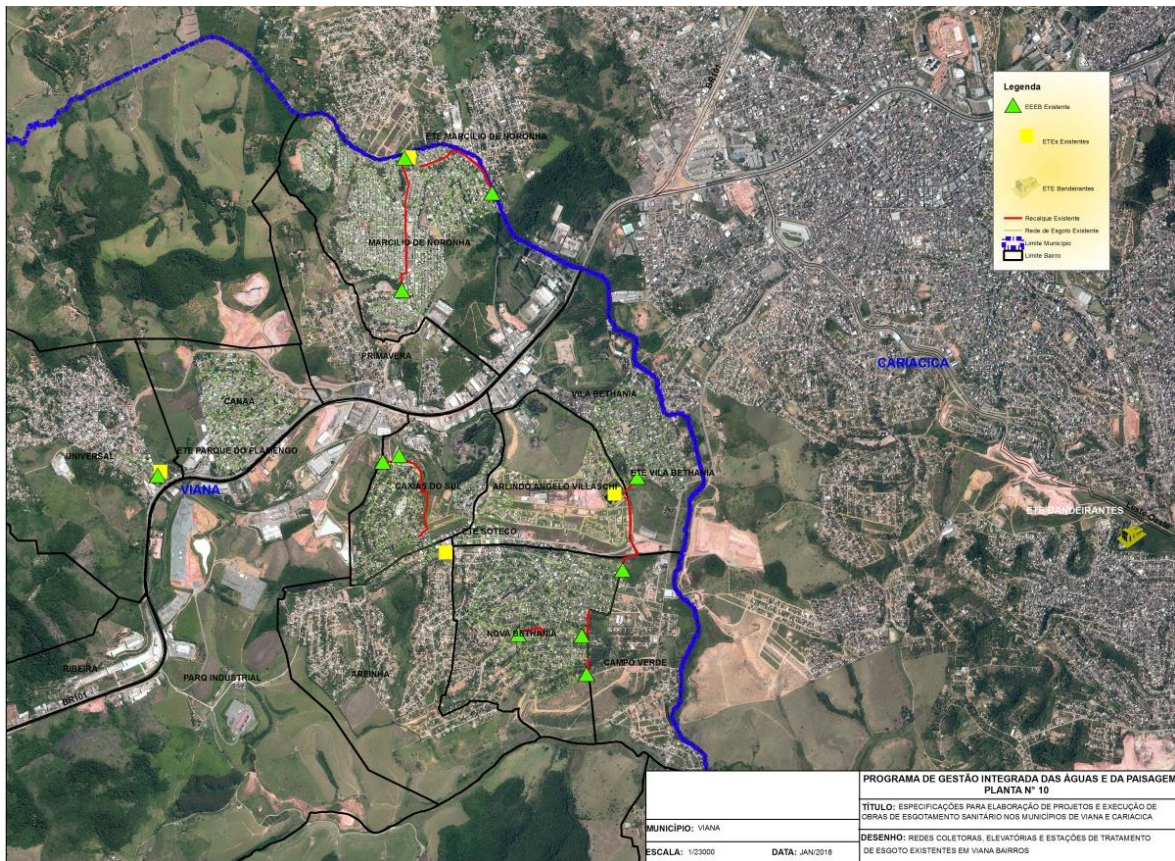 BR101
Legenda
EEEB Existente
ETEs Existentes
ETE Bandeirantes
Recalque Existente
Rede de Esgoto Existente
Limite Município
Limite Bairro
ETE MARCÍLIO DE NORONHA
MARCÍLIO DE NORONHA
PRIMAVERA
CARIACICA
CANAÃ
VILA BETHANIA
ETE PARQUE DO FLAMENGO
UNIVERSAL
VIANA
CAXIAS DO SUL
ARLINDO ANGELO VILLASCHI
ETE VILA BETHANIA
ETE BANDEIRANTES
ETE SOTECO
NOVA BETHANIA
CAMPO VERDE
RIBEIRA
PARQ INDUSTRIAL
AREINHA
BR101
PROGRAMA DE GESTÃO INTEGRADA DAS ÁGUAS E DA PAISAGEM
PLANTA N° 10
TÍTULO: ESPECIFICAÇÕES PARA ELABORAÇÃO DE PROJETOS E EXECUÇÃO DE
OBRAS DE ESGOTAMENTO SANITÁRIO NOS MUNICÍPIOS DE VIANA E CARIACICA
MUNICÍPIO: VIANA
DESENHO: REDES COLETORAS, ELEVATÓRIAS E ESTAÇÕES DE TRATAMENTO
DE ESGOTO EXISTENTES EM VIANA BAIRROS
ESCALA: 1/23000
DATA: JAN/2018